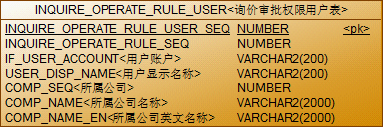 INQUIRE_OPERATE_RULE_USER<询价审批权限用户表>
INQUIRE_OPERATE_RULE_USER_SEQ NUMBER <pk>
INQUIRE_OPERATE_RULE_SEQ NUMBER
IF_USER_ACCOUNT<用户账户> VARCHAR2(200)
USER_DISP_NAME<用户显示名称> VARCHAR2(200)
COMP_SEQ<所属公司> NUMBER
COMP_NAME<所属公司名称> VARCHAR2(2000)
COMP_NAME_EN<所属公司英文名称> VARCHAR2(2000)